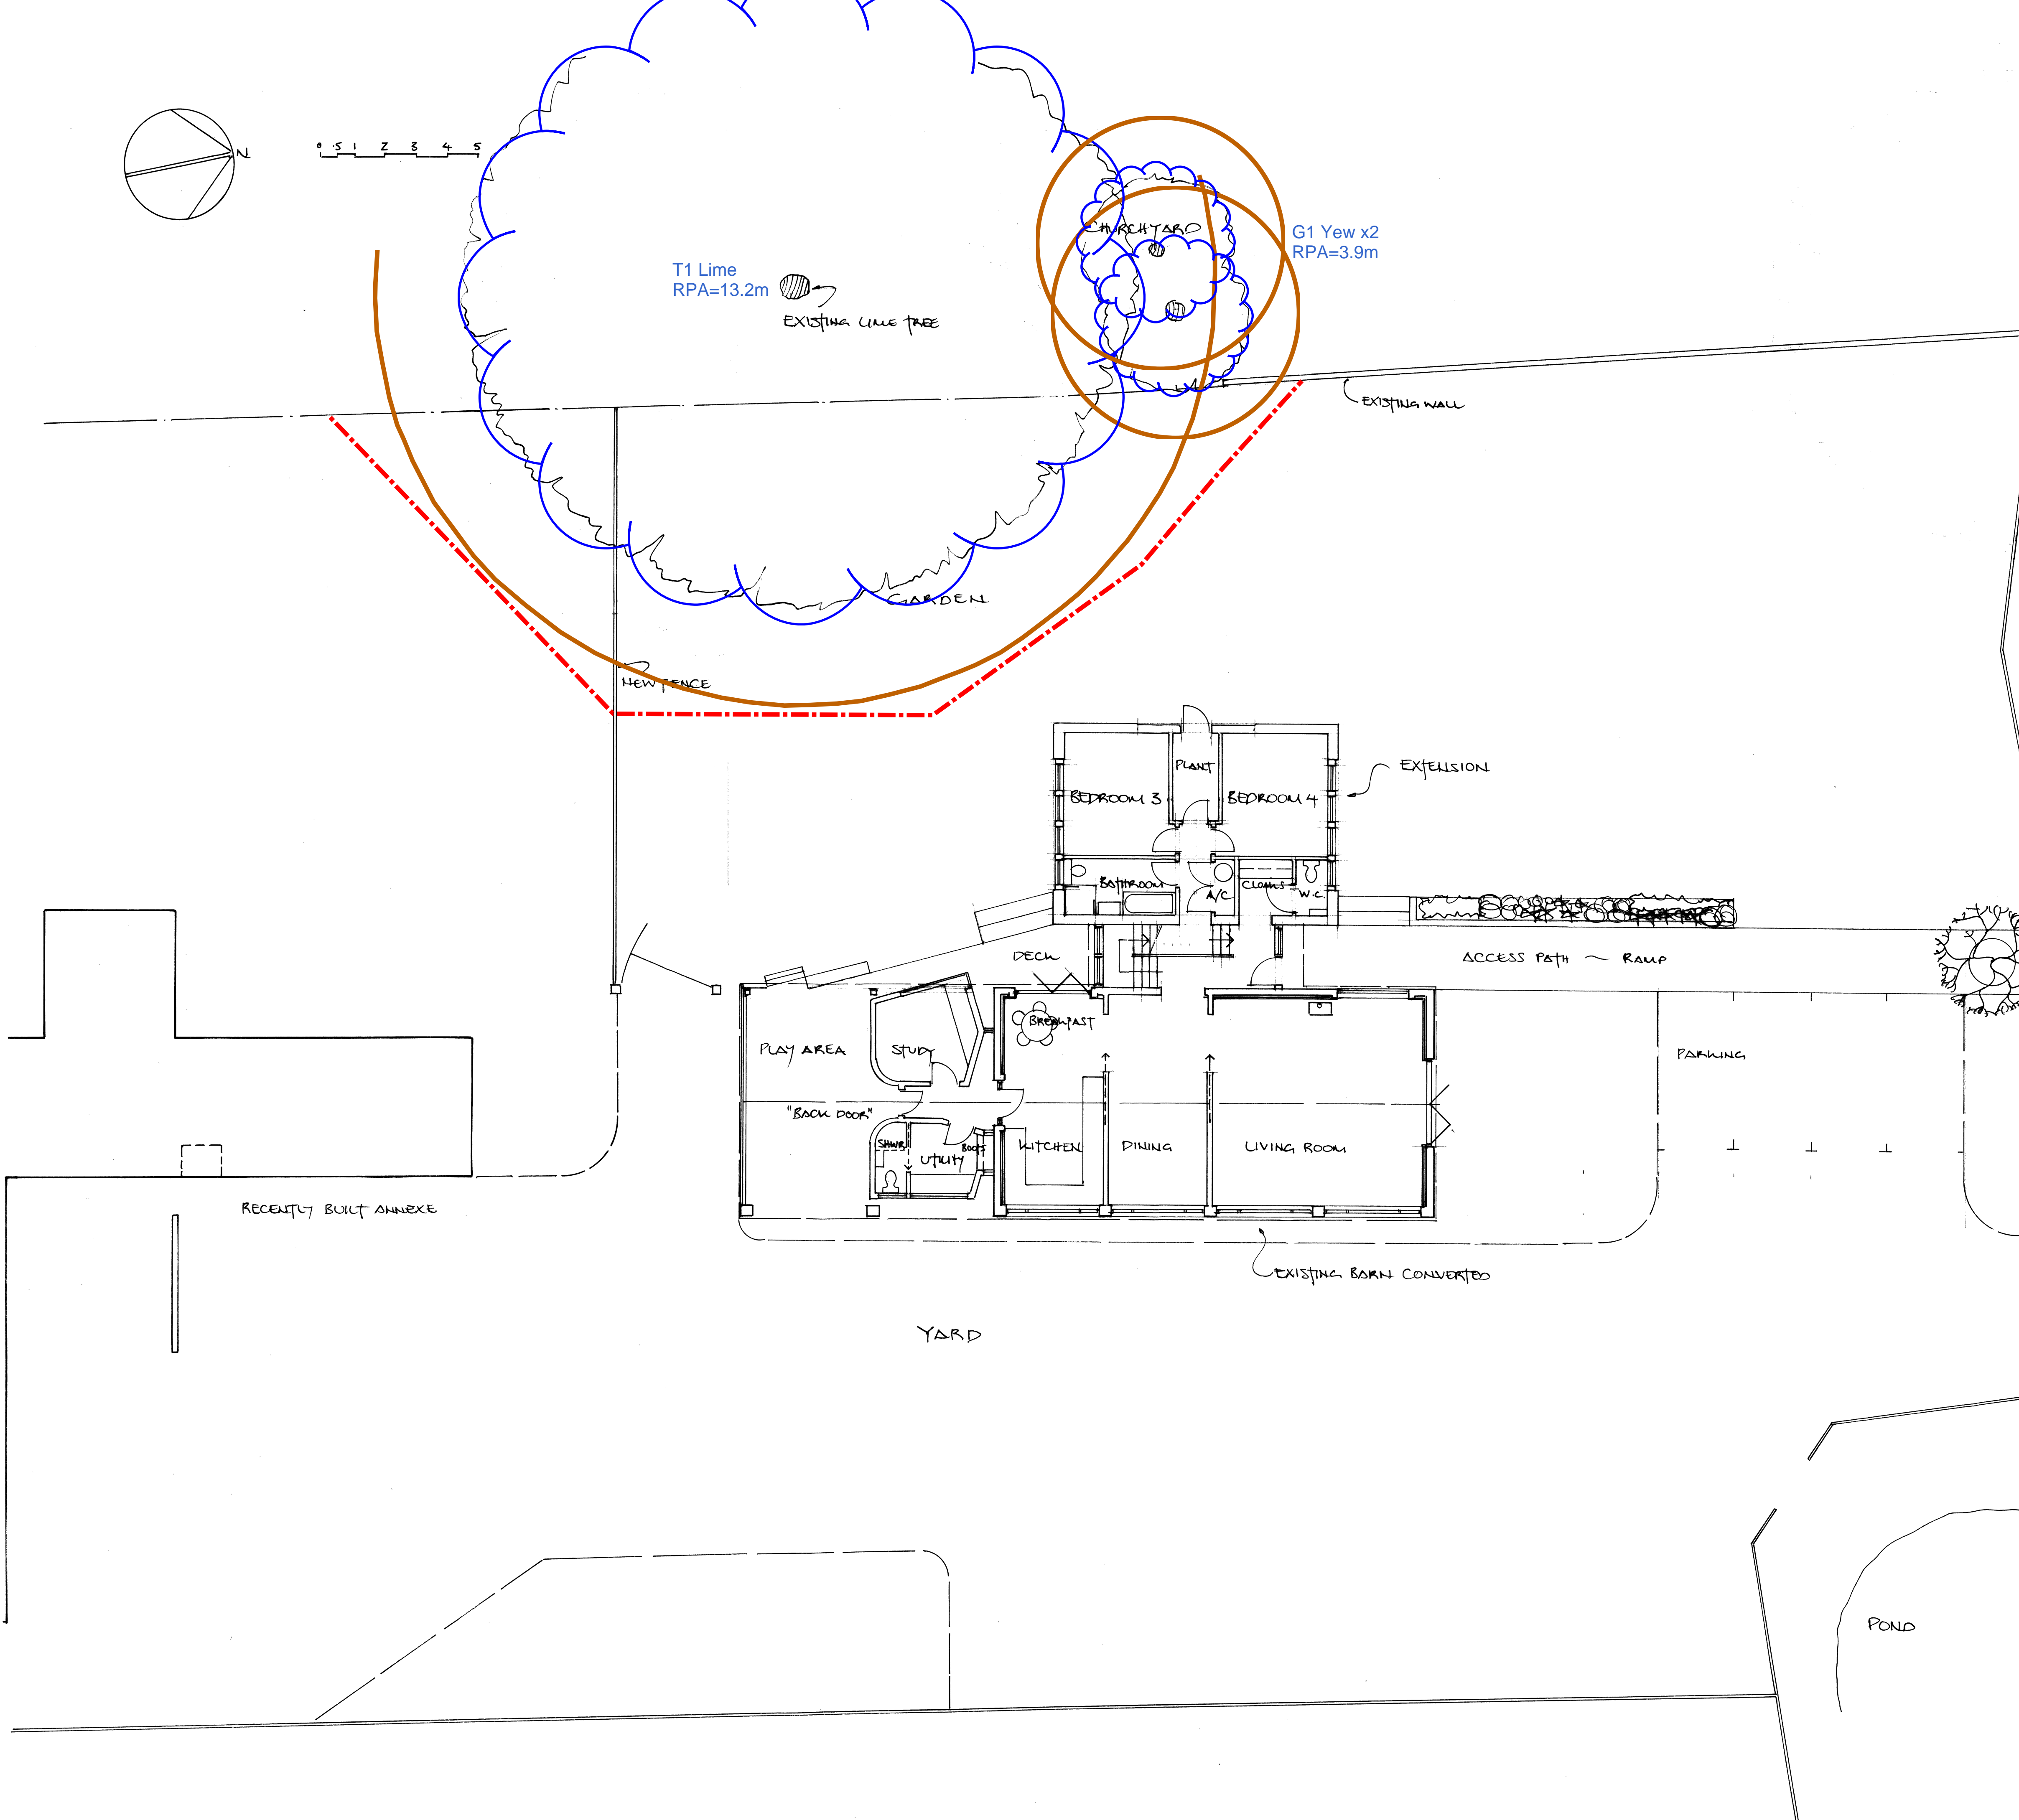 N
0 .5 1 2 3 4 5
CHURCHYARD
G1 Yew x2
RPA=3.9m
T1 Lime
RPA=13.2m
EXISTING LIME TREE
EXISTING WALL
GARDEN
NEW FENCE
PLANT
EXTENSION
BEDROOM 3
BEDROOM 4
BATHROOM
A/C
CLOAKS
W.C.
DECK
ACCESS PATH ~ RAMP
BREAKFAST
PLAY AREA
STUDY
PARKING
"BACK DOOR"
SHWR
UTILITY
BOOTS
KITCHEN
DINING
LIVING ROOM
RECENTLY BUILT ANNEXE
EXISTING BARN CONVERTED
YARD
POND